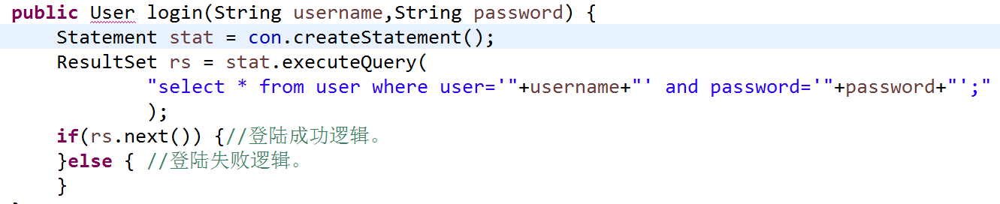 public User login(String username,String password) {
    Statement stat = con.createStatement();
    ResultSet rs = stat.executeQuery(
            "select * from user where user='"+username+"' and password='"+password+"';"
            );
    if(rs.next()) {//登陆成功逻辑。
    }else { //登陆失败逻辑。
    }